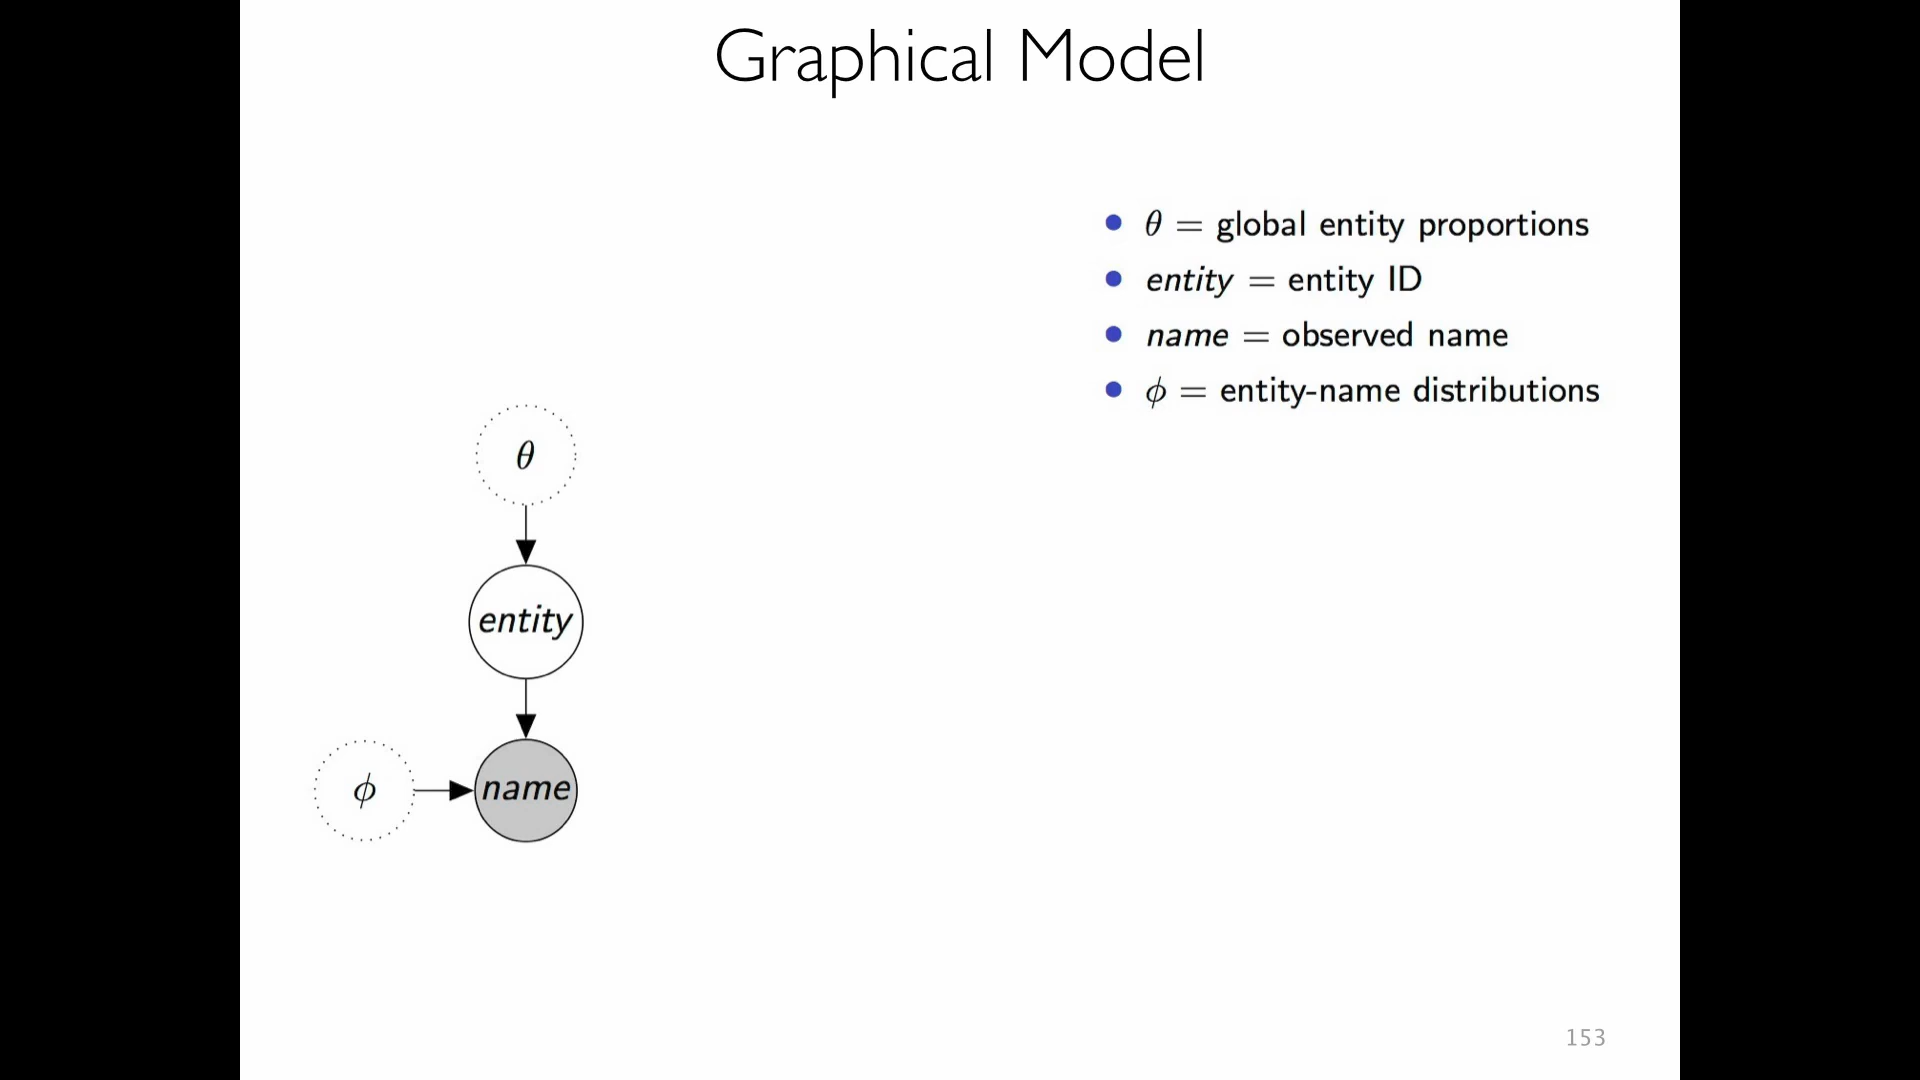 Graphical Model
• θ = global entity proportions
• entity = entity ID
• name = observed name
• ϕ = entity-name distributions
θ
entity
ϕ
name
153